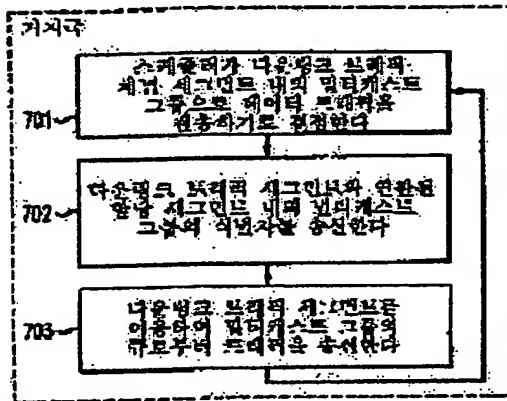 기지국
701
스케줄러가 다운링크 트래픽
채널 세그먼트 내의 멀티캐스트
그룹으로 데이터 트래픽을
전송하기로 결정한다
702
다운링크 트래픽 세그먼트와 연관된
할당 세그먼트 내의 멀티캐스트
그룹의 식별자를 송신한다
703
다운링크 트래픽 세그먼트
멀티캐스트 그룹
트래픽을 송신한다